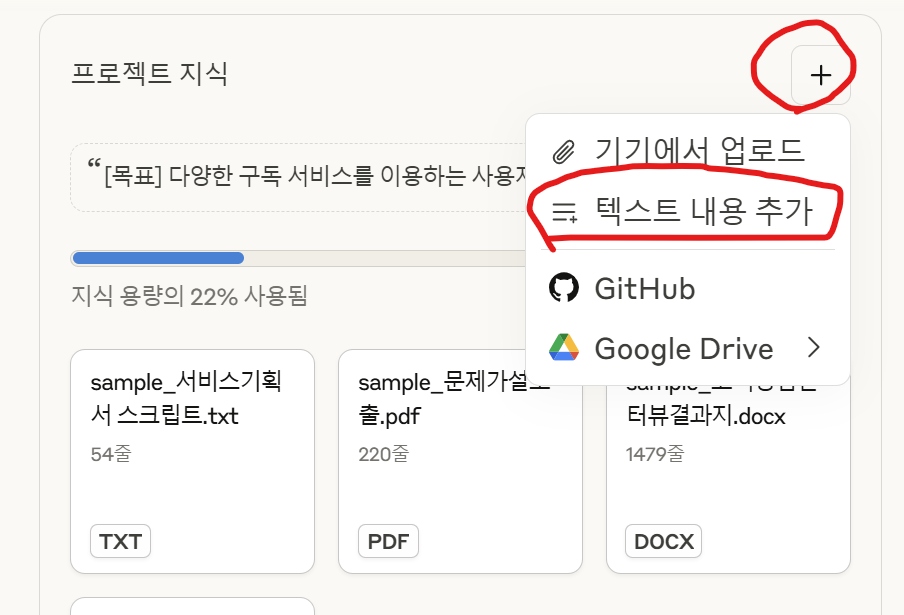 프로젝트 지식
기기에서 업로드
텍스트 내용 추가
GitHub
Google Drive
“[목표] 다양한 구독 서비스를 이용하는
지식 용량의 22% 사용됨
sample_서비스기획
서 스크립트.txt
54줄
TXT
sample_문제가설도
출.pdf
220줄
PDF
터뷰결과지.docx
1479줄
DOCX